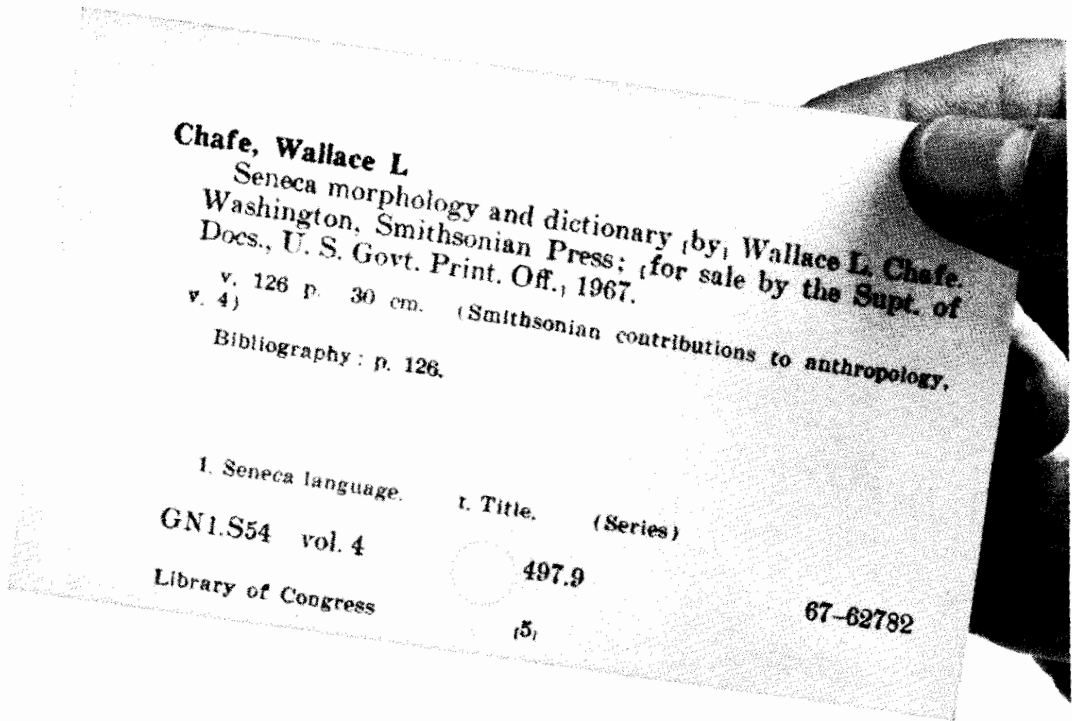 Chafe, Wallace L
Seneca morphology and dictionary [by] Wallace L. Chafe.
Washington, Smithsonian Press; [for sale by the Supt. of
Docs., U. S. Govt. Print. Off.] 1967.
v. 126 p. 30 cm. (Smithsonian contributions to anthropology,
v. 4)
Bibliography : p. 126.
1. Seneca language. I. Title. (Series)
GN1.S54 vol. 4 497.9 67–62782
Library of Congress [5]